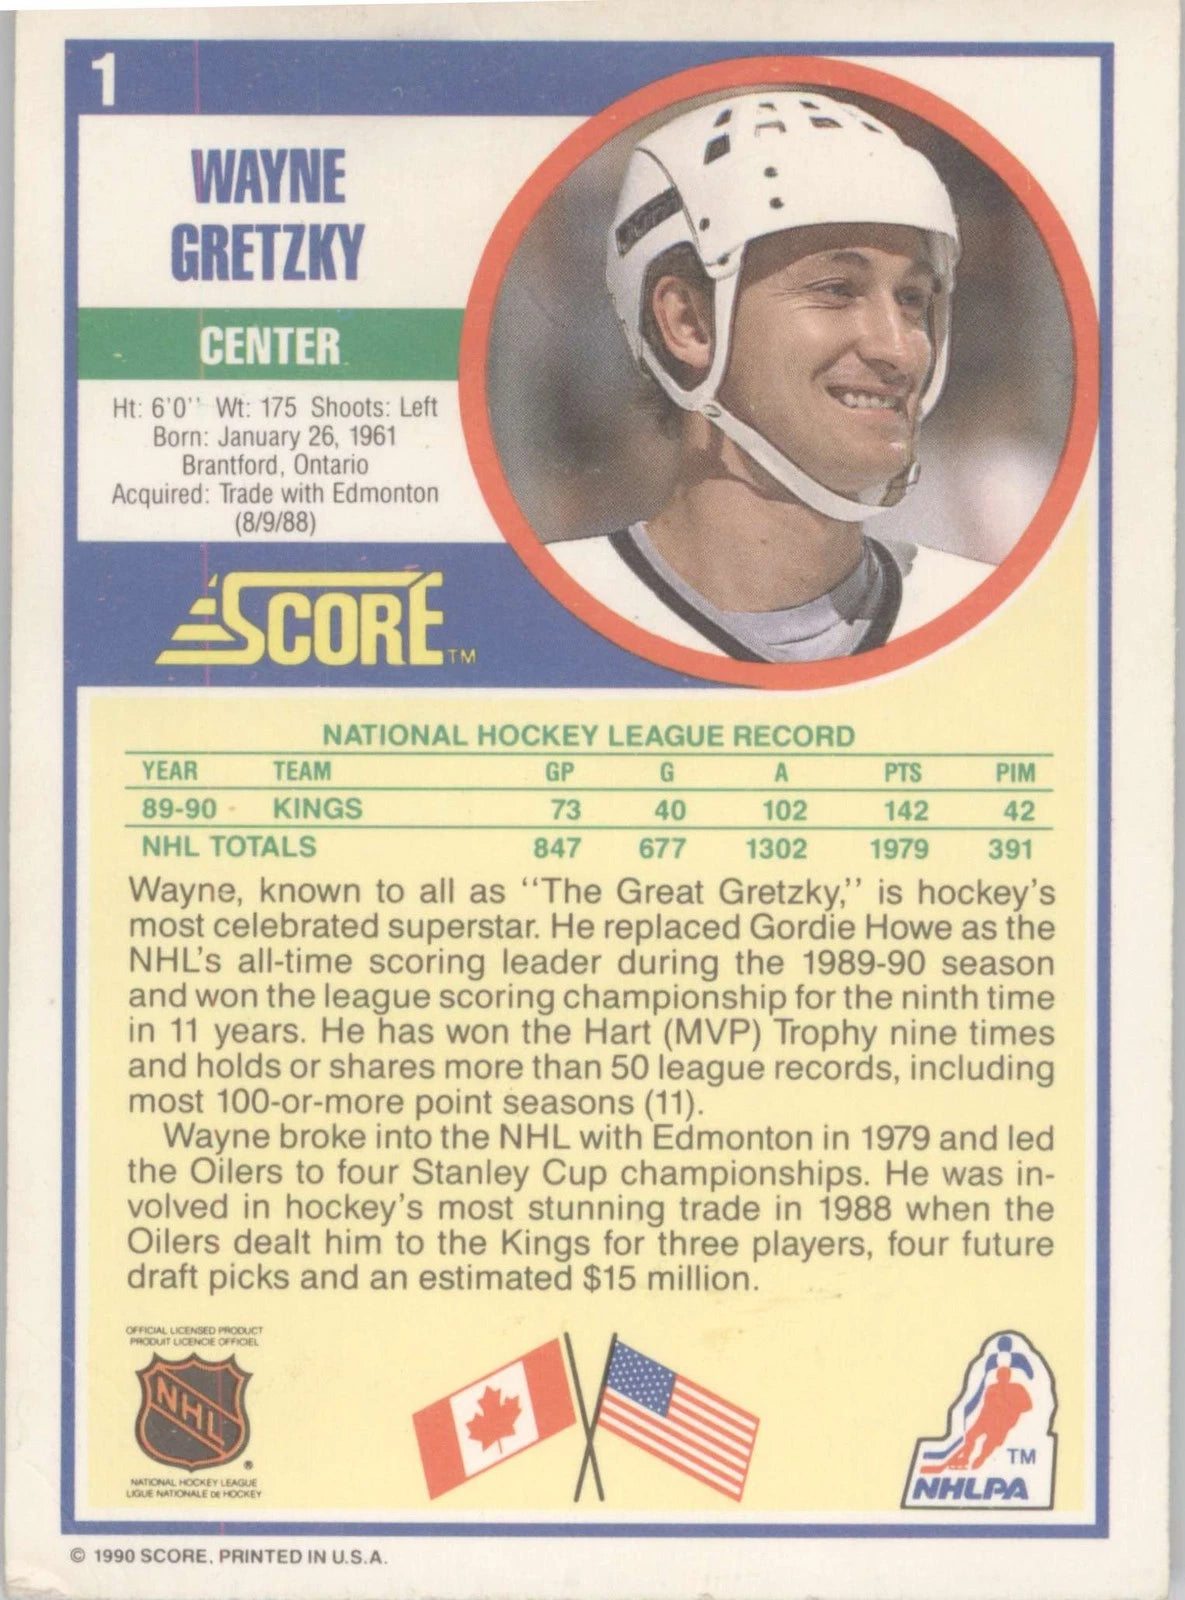 1
WAYNE
GRETZKY
CENTER
Ht: 6'0'' Wt: 175 Shoots: Left
Born: January 26, 1961
Brantford, Ontario
Acquired: Trade with Edmonton
(8/9/88)
SCORE TM
NATIONAL HOCKEY LEAGUE RECORD
YEAR TEAM GP G A PTS PIM
89-90 KINGS 73 40 102 142 42
NHL TOTALS 847 677 1302 1979 391
Wayne, known to all as ''The Great Gretzky,'' is hockey's
most celebrated superstar. He replaced Gordie Howe as the
NHL's all-time scoring leader during the 1989-90 season
and won the league scoring championship for the ninth time
in 11 years. He has won the Hart (MVP) Trophy nine times
and holds or shares more than 50 league records, including
most 100-or-more point seasons (11).
Wayne broke into the NHL with Edmonton in 1979 and led
the Oilers to four Stanley Cup championships. He was in-
volved in hockey's most stunning trade in 1988 when the
Oilers dealt him to the Kings for three players, four future
draft picks and an estimated $15 million.
OFFICIAL LICENSED PRODUCT
PRODUIT LICENCIE OFFICIEL
NHL
®
NATIONAL HOCKEY LEAGUE
LIGUE NATIONALE DE HOCKEY
TM
NHLPA
© 1990 SCORE, PRINTED IN U.S.A.